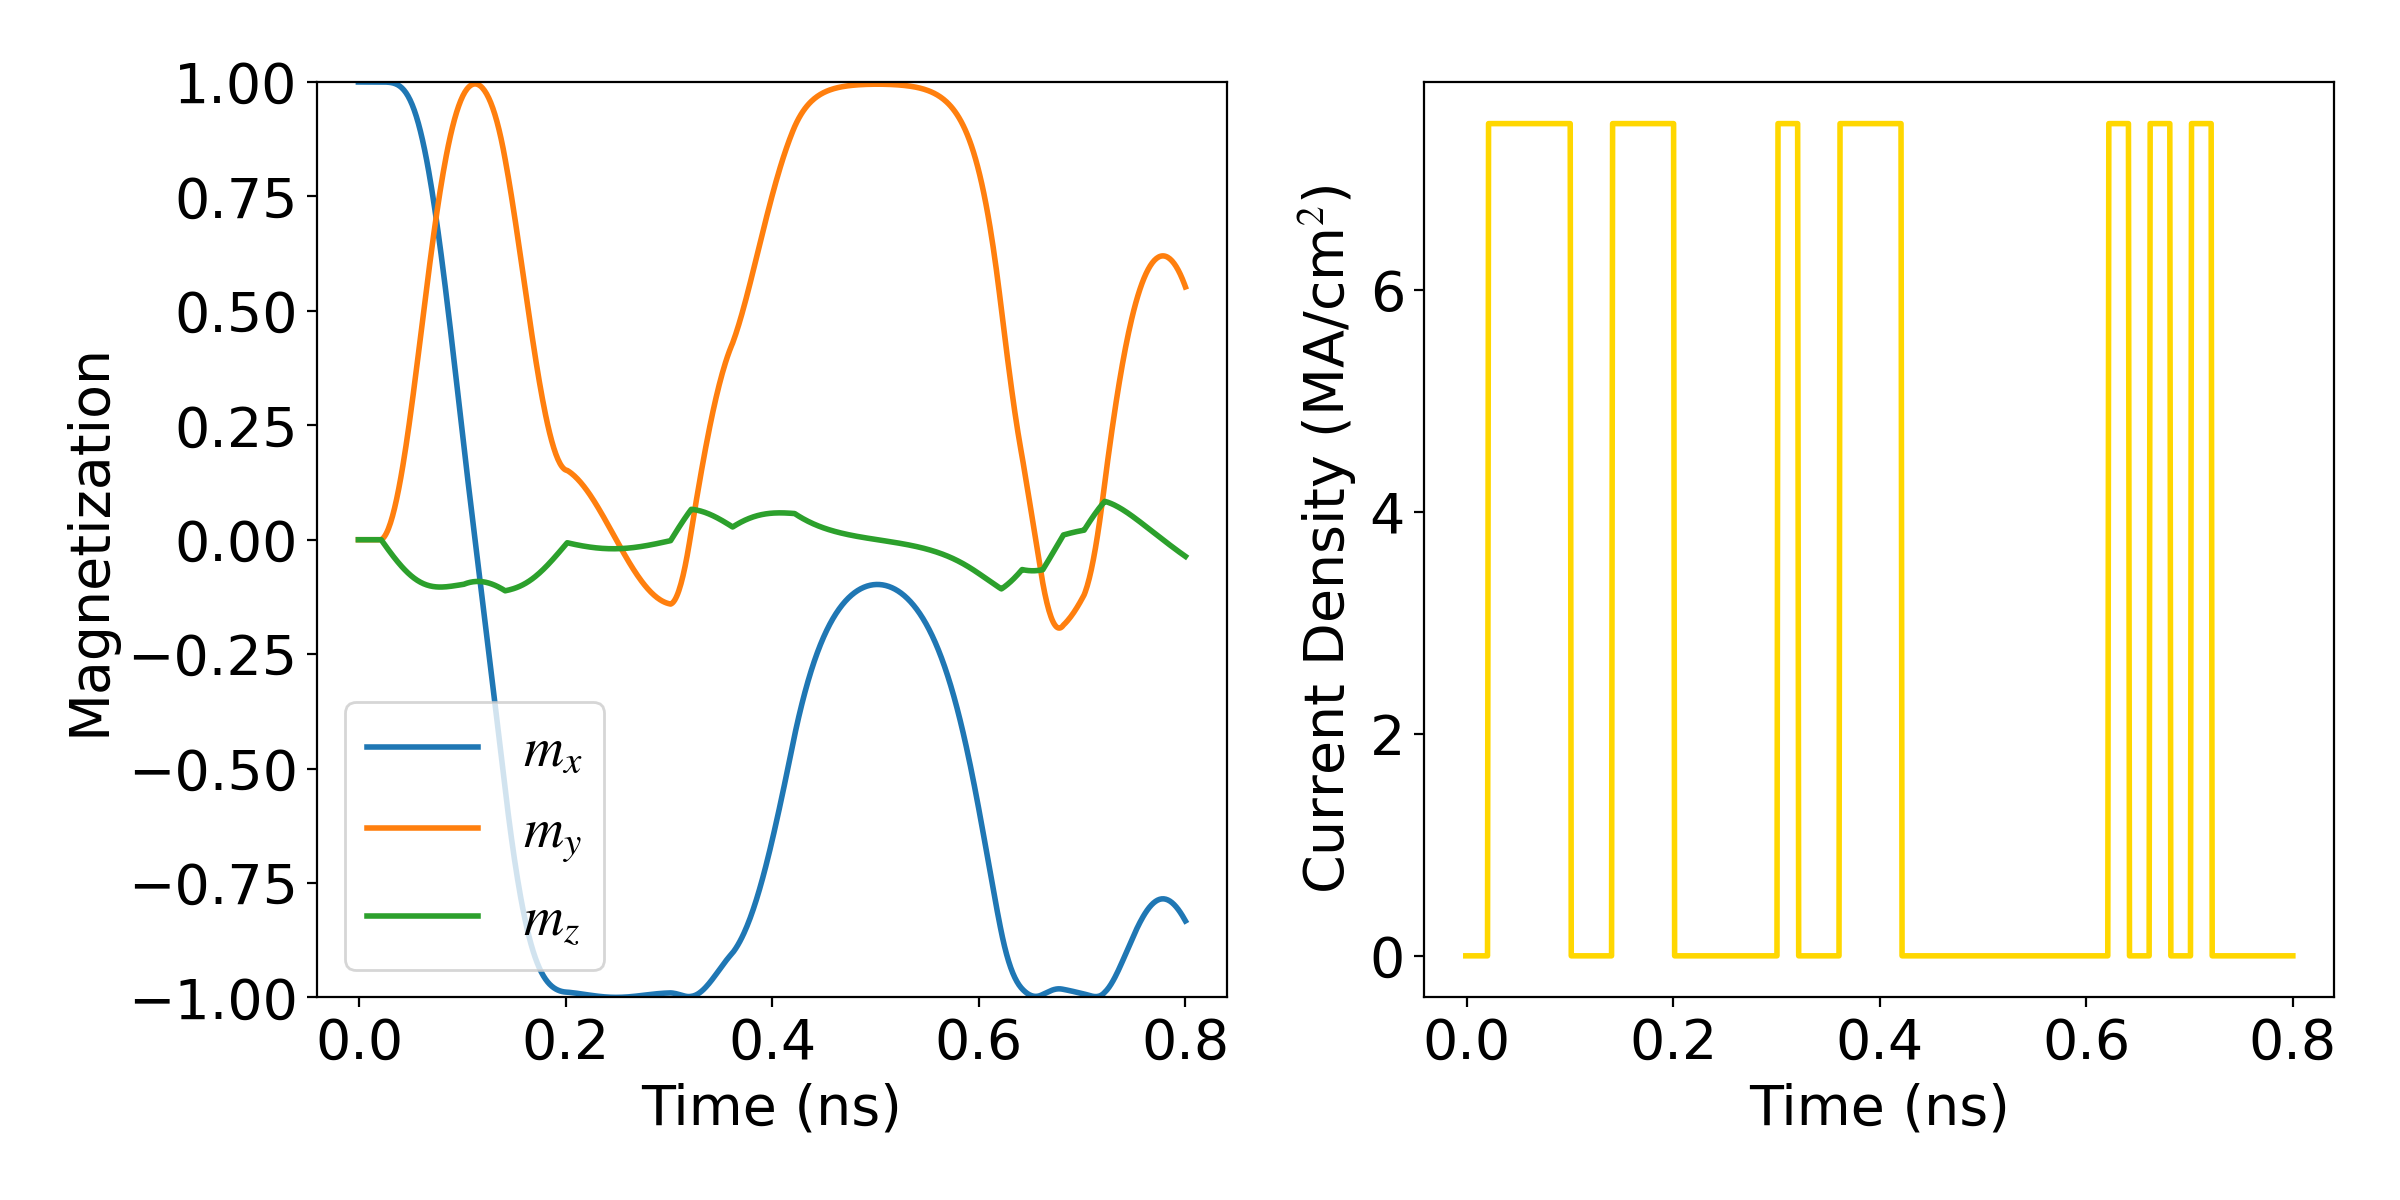 Magnetization
1.00
0.75
0.50
0.25
0.00
−0.25
−0.50
−0.75
−1.00
m_x
m_y
m_z
0.0 0.2 0.4 0.6 0.8
Time (ns)
Current Density (MA/cm²)
6
4
2
0
0.0 0.2 0.4 0.6 0.8
Time (ns)